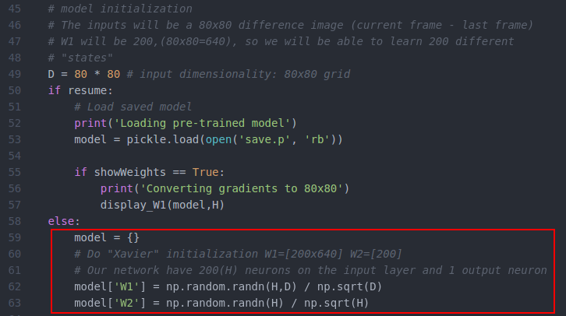 45 # model initialization
46 # The inputs will be a 80x80 difference image (current frame - last frame)
47 # W1 will be 200,(80x80=640), so we will be able to learn 200 different
48 # "states"
49 D = 80 * 80 # input dimensionality: 80x80 grid
50 if resume:
51 # Load saved model
52 print('Loading pre-trained model')
53 model = pickle.load(open('save.p', 'rb'))
54
55 if showWeights == True:
56 print('Converting gradients to 80x80')
57 display_W1(model,H)
58 else:
59 model = {}
60 # Do "Xavier" initialization W1=[200x640] W2=[200]
61 # Our network have 200(H) neurons on the input layer and 1 output neuron
62 model['W1'] = np.random.randn(H,D) / np.sqrt(D)
63 model['W2'] = np.random.randn(H) / np.sqrt(H)